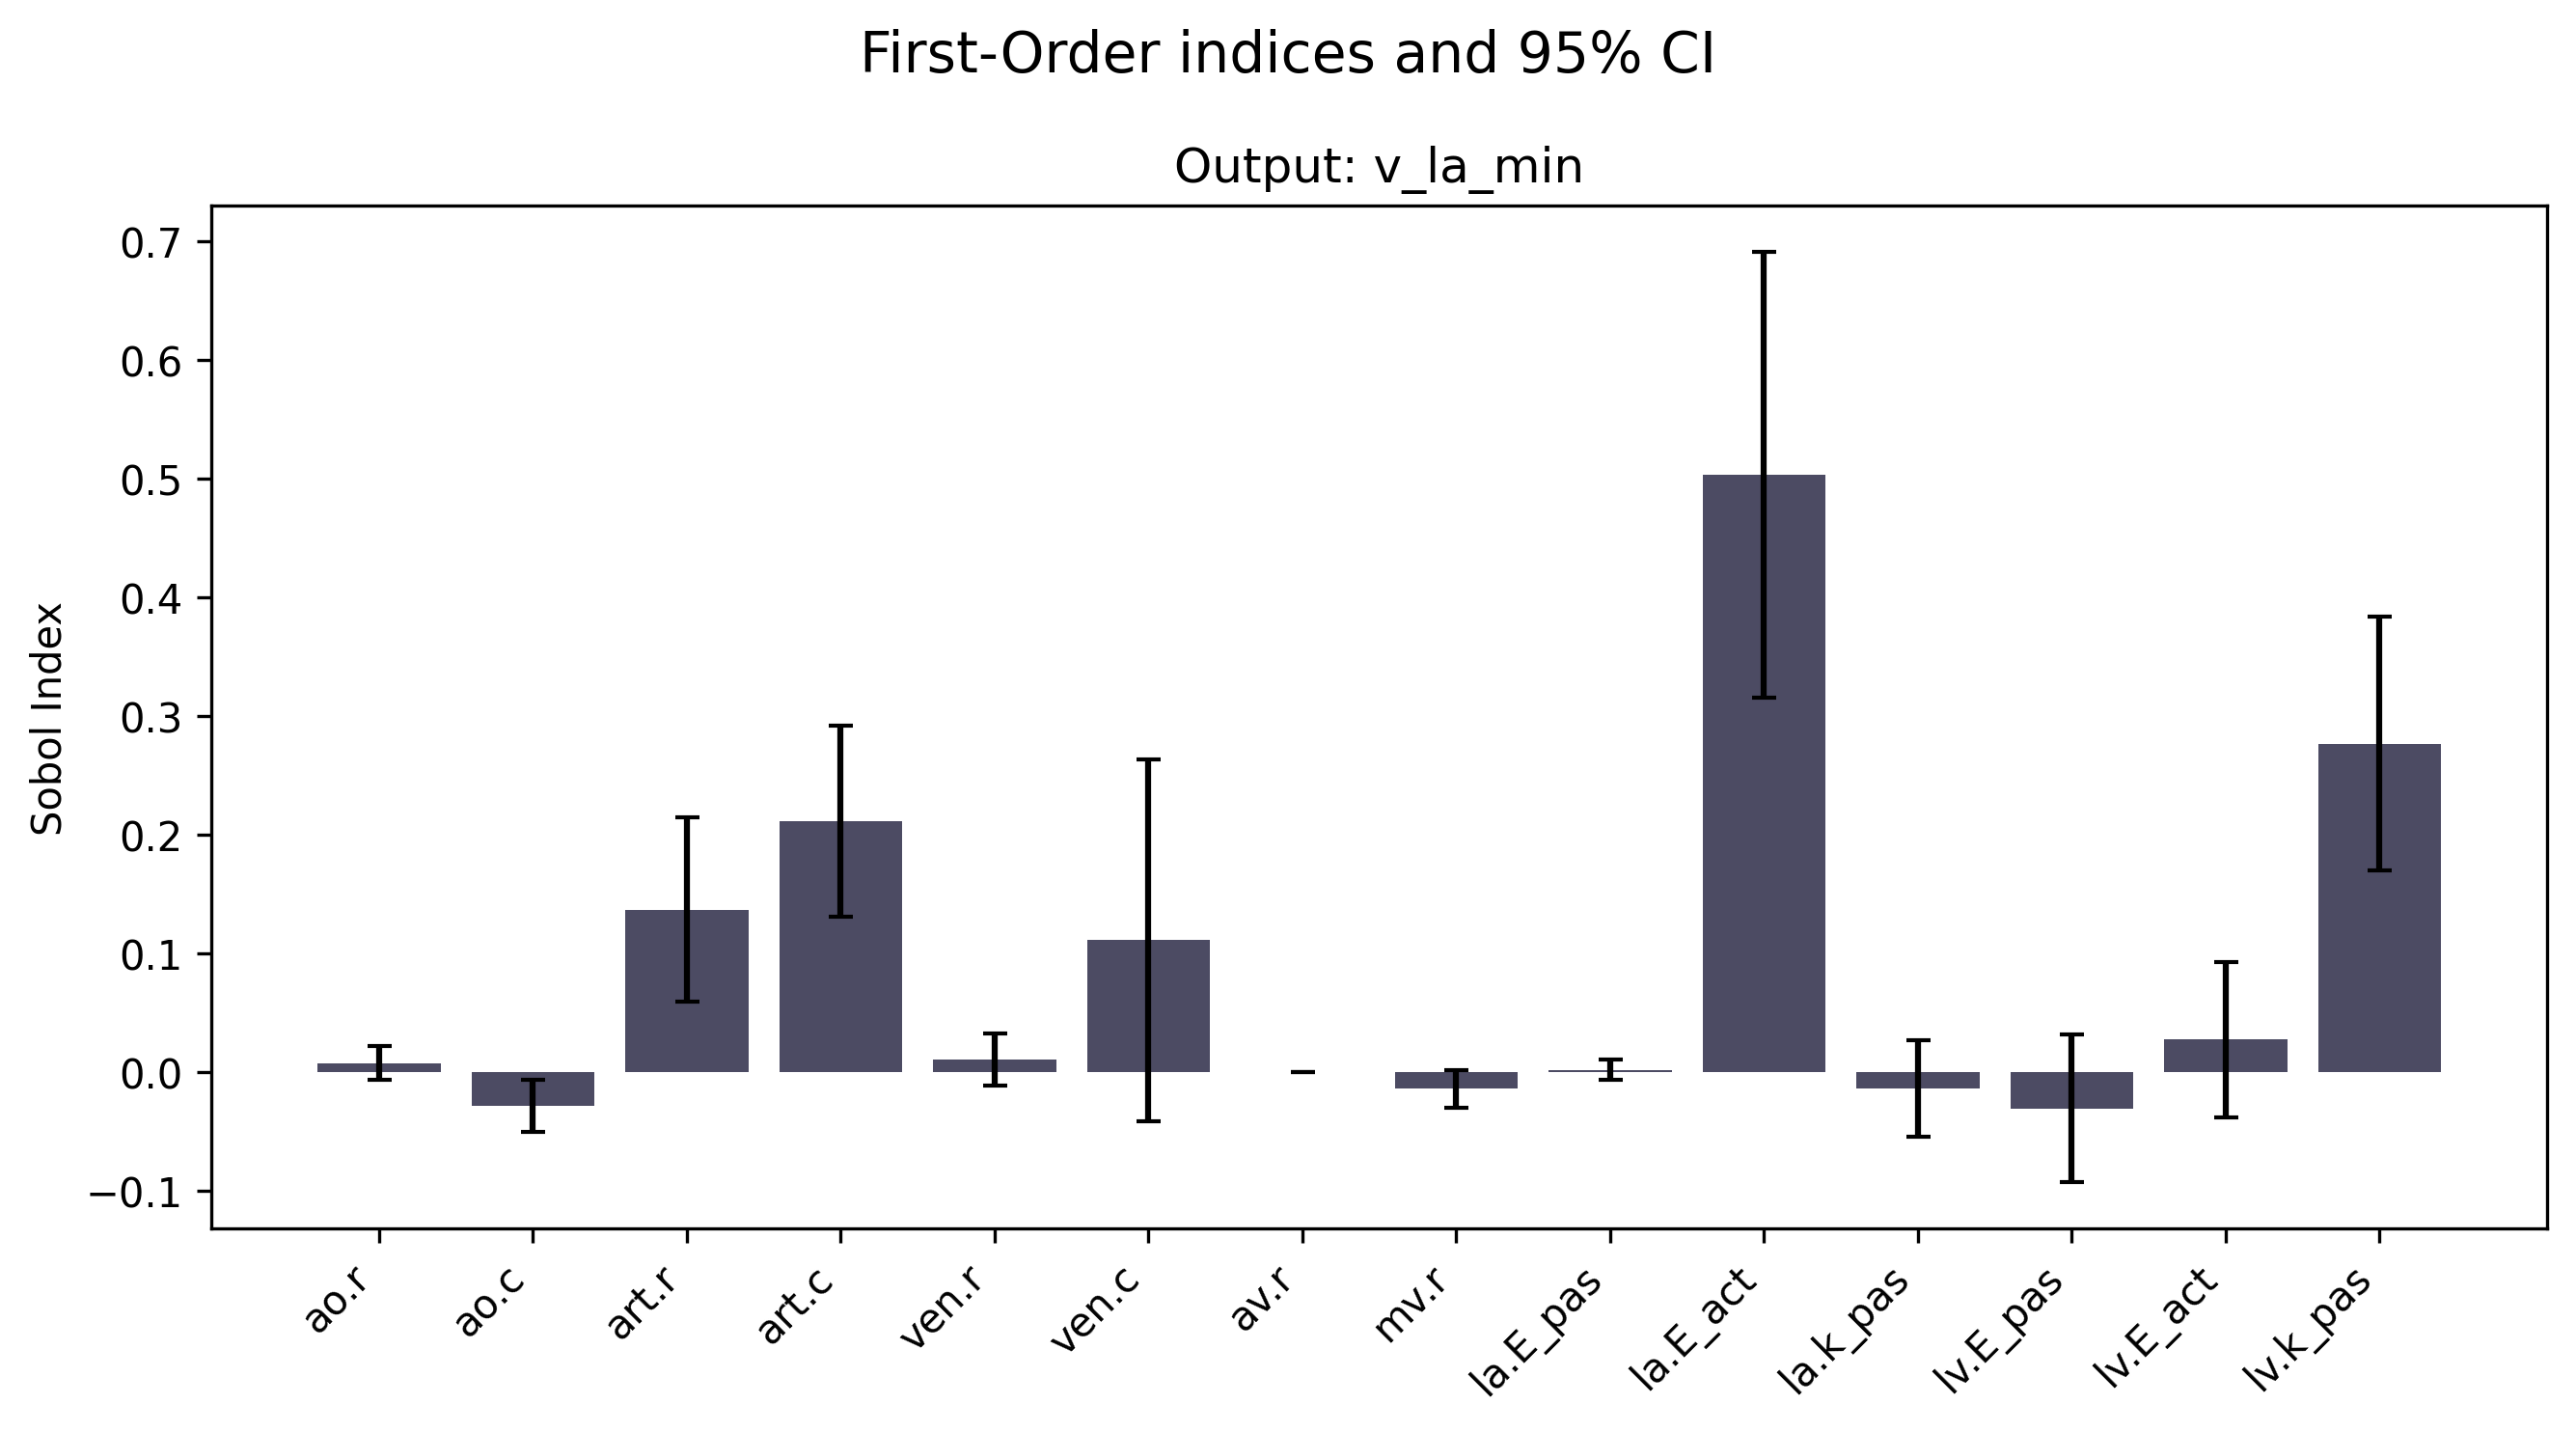 First-Order indices and 95% CI
Output: v_la_min
Sobol Index
0.7
0.6
0.5
0.4
0.3
0.2
0.1
0.0
−0.1
ao.r
ao.c
art.r
art.c
ven.r
ven.c
av.r
mv.r
la.E_pas
la.E_act
la.k_pas
lv.E_pas
lv.E_act
lv.k_pas